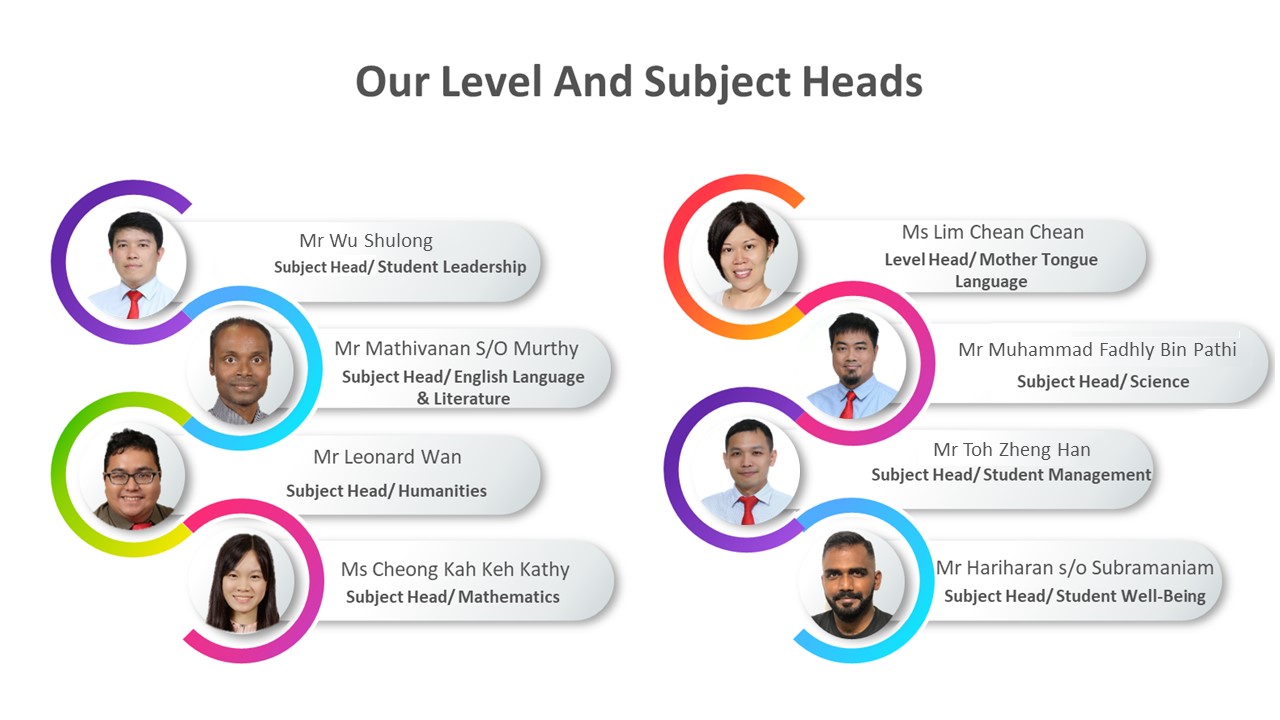 Our Level And Subject Heads
Mr Wu Shulong
Subject Head/ Student Leadership
Mr Mathivanan S/O Murthy
Subject Head/ English Language
& Literature
Mr Leonard Wan
Subject Head/ Humanities
Ms Cheong Kah Keh Kathy
Subject Head/ Mathematics
Ms Lim Chean Chean
Level Head/ Mother Tongue
Language
Mr Muhammad Fadhly Bin Pathi
Subject Head/ Science
Mr Toh Zheng Han
Subject Head/ Student Management
Mr Hariharan s/o Subramaniam
Subject Head/ Student Well-Being